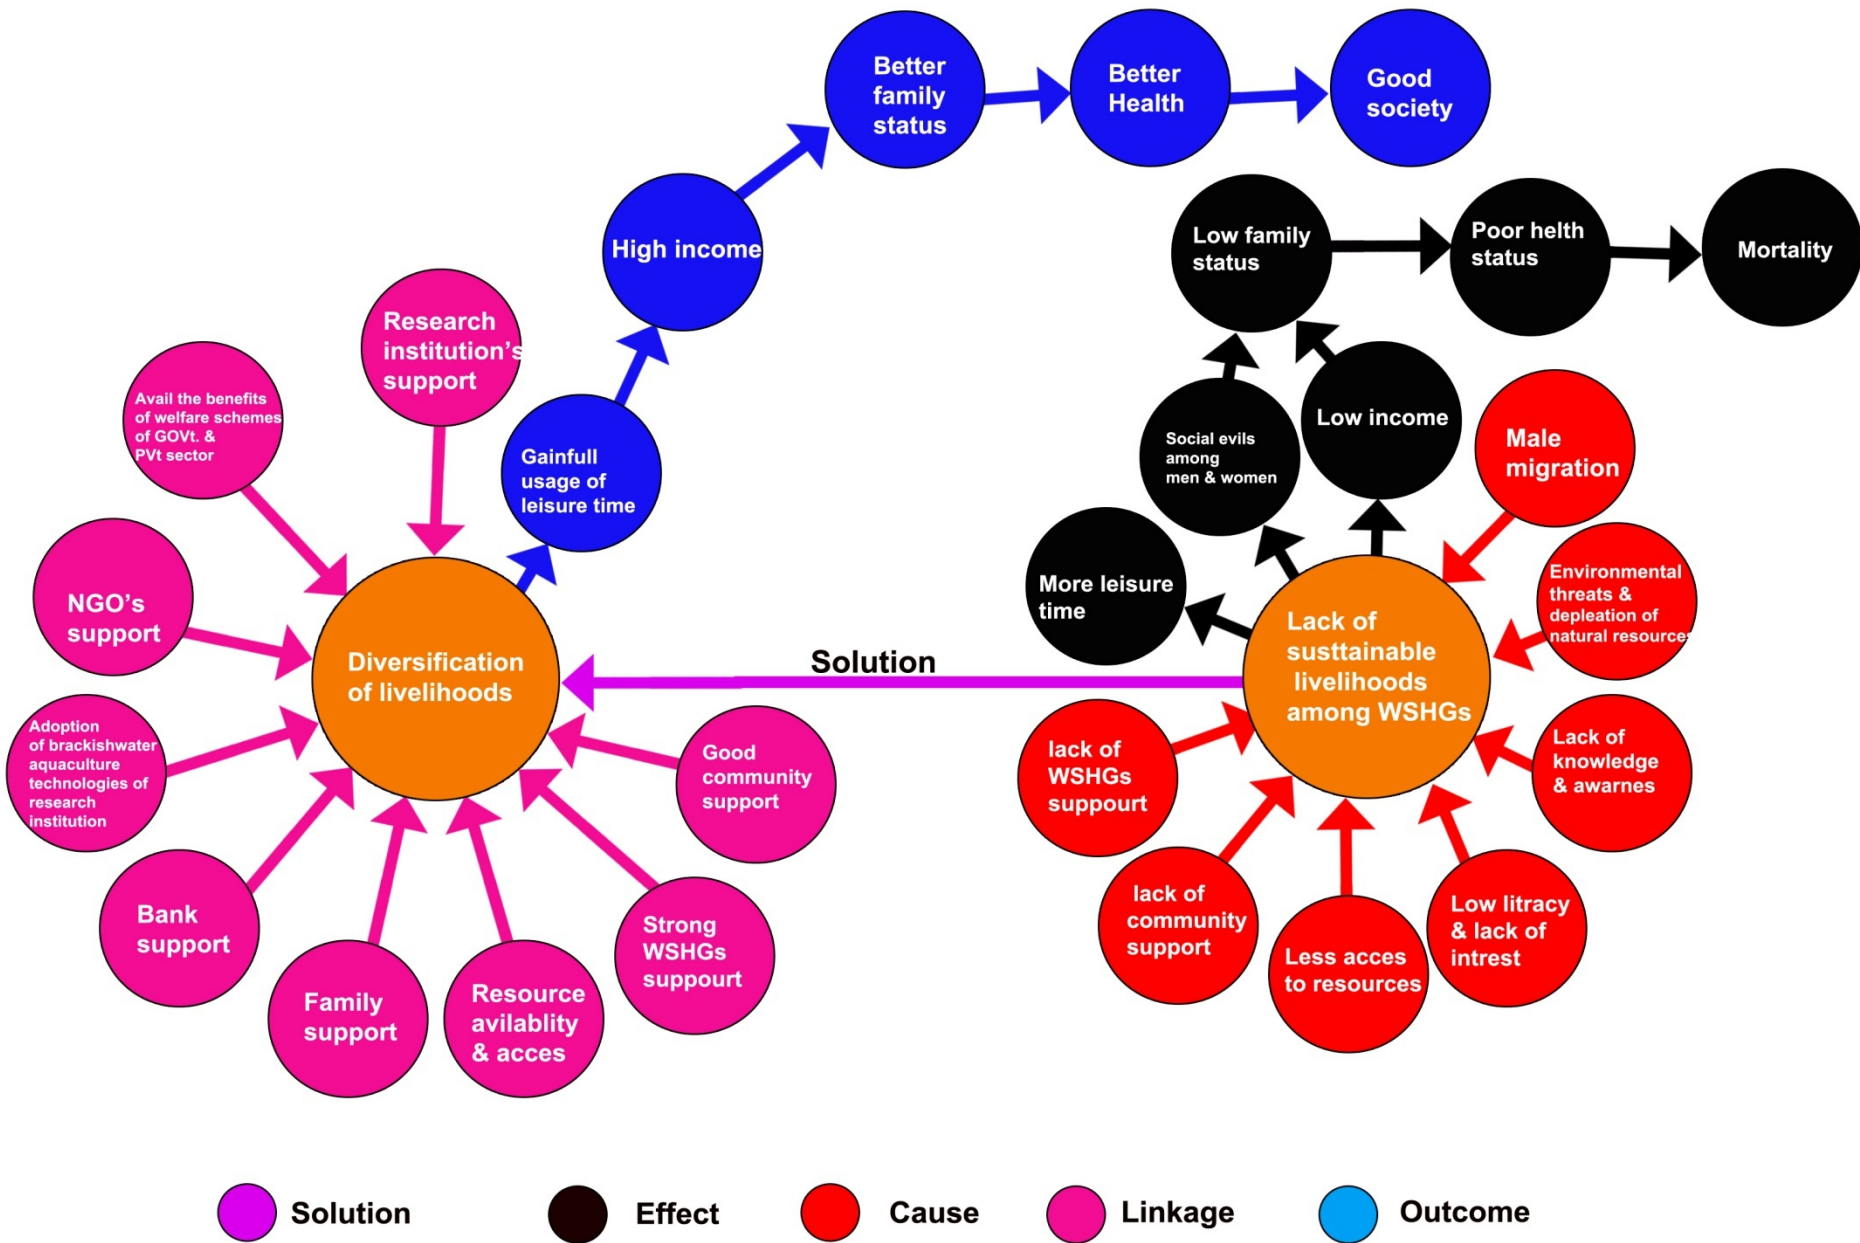 Better
family
status
Better
Health
Good
society
High income
Low family
status
Poor helth
status
Mortality
Research
institution's
support
Avail the benefits
of welfare schemes
of GOVt. &
PVt sector
Gainfull
usage of
leisure time
Social evils
among
men & women
Low income
Male
migration
NGO's
support
More leisure
time
Environmental
threats &
depleation of
natural resources
Diversification
of livelihoods
Solution
Lack of
susttainable
livelihoods
among WSHGs
Adoption
of brackishwater
aquaculture
technologies of
research
institution
Good
community
support
lack of
WSHGs
suppourt
Lack of
knowledge
& awarnes
Bank
support
Family
support
Resource
avilablity
& acces
Strong
WSHGs
suppourt
lack of
community
support
Less acces
to resources
Low litracy
& lack of
intrest
Solution
Effect
Cause
Linkage
Outcome